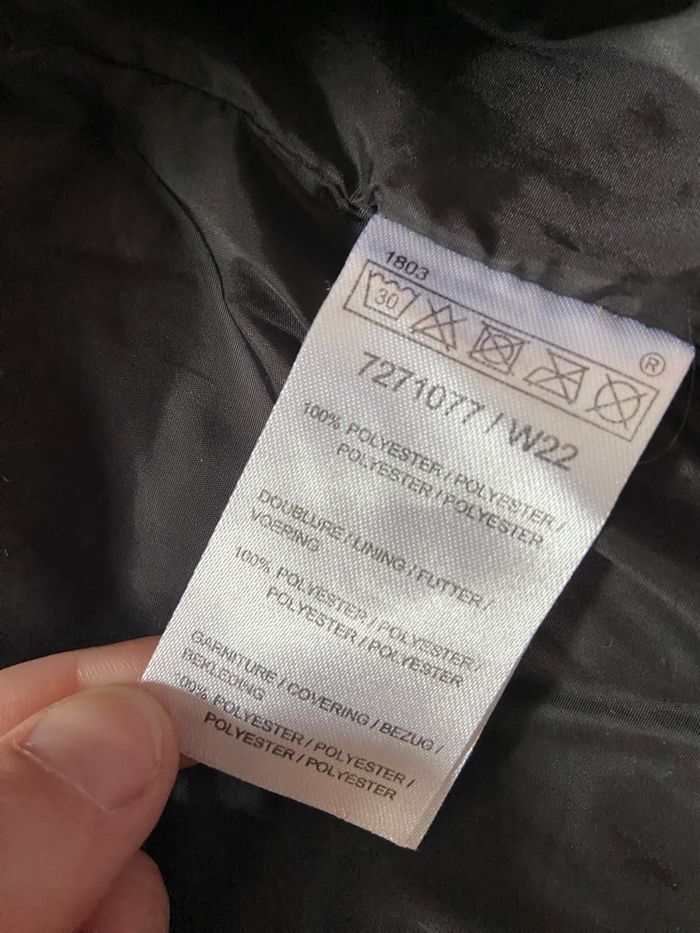 1803
30
®
7271077 / W22
100% POLYESTER / POLYESTER /
POLYESTER / POLYESTER
DOUBLURE / LINING / FUTTER /
VOERING
100% POLYESTER / POLYESTER /
POLYESTER / POLYESTER
GARNITURE / COVERING / BEZUG /
BEKLEDING
100% POLYESTER / POLYESTER /
POLYESTER / POLYESTER